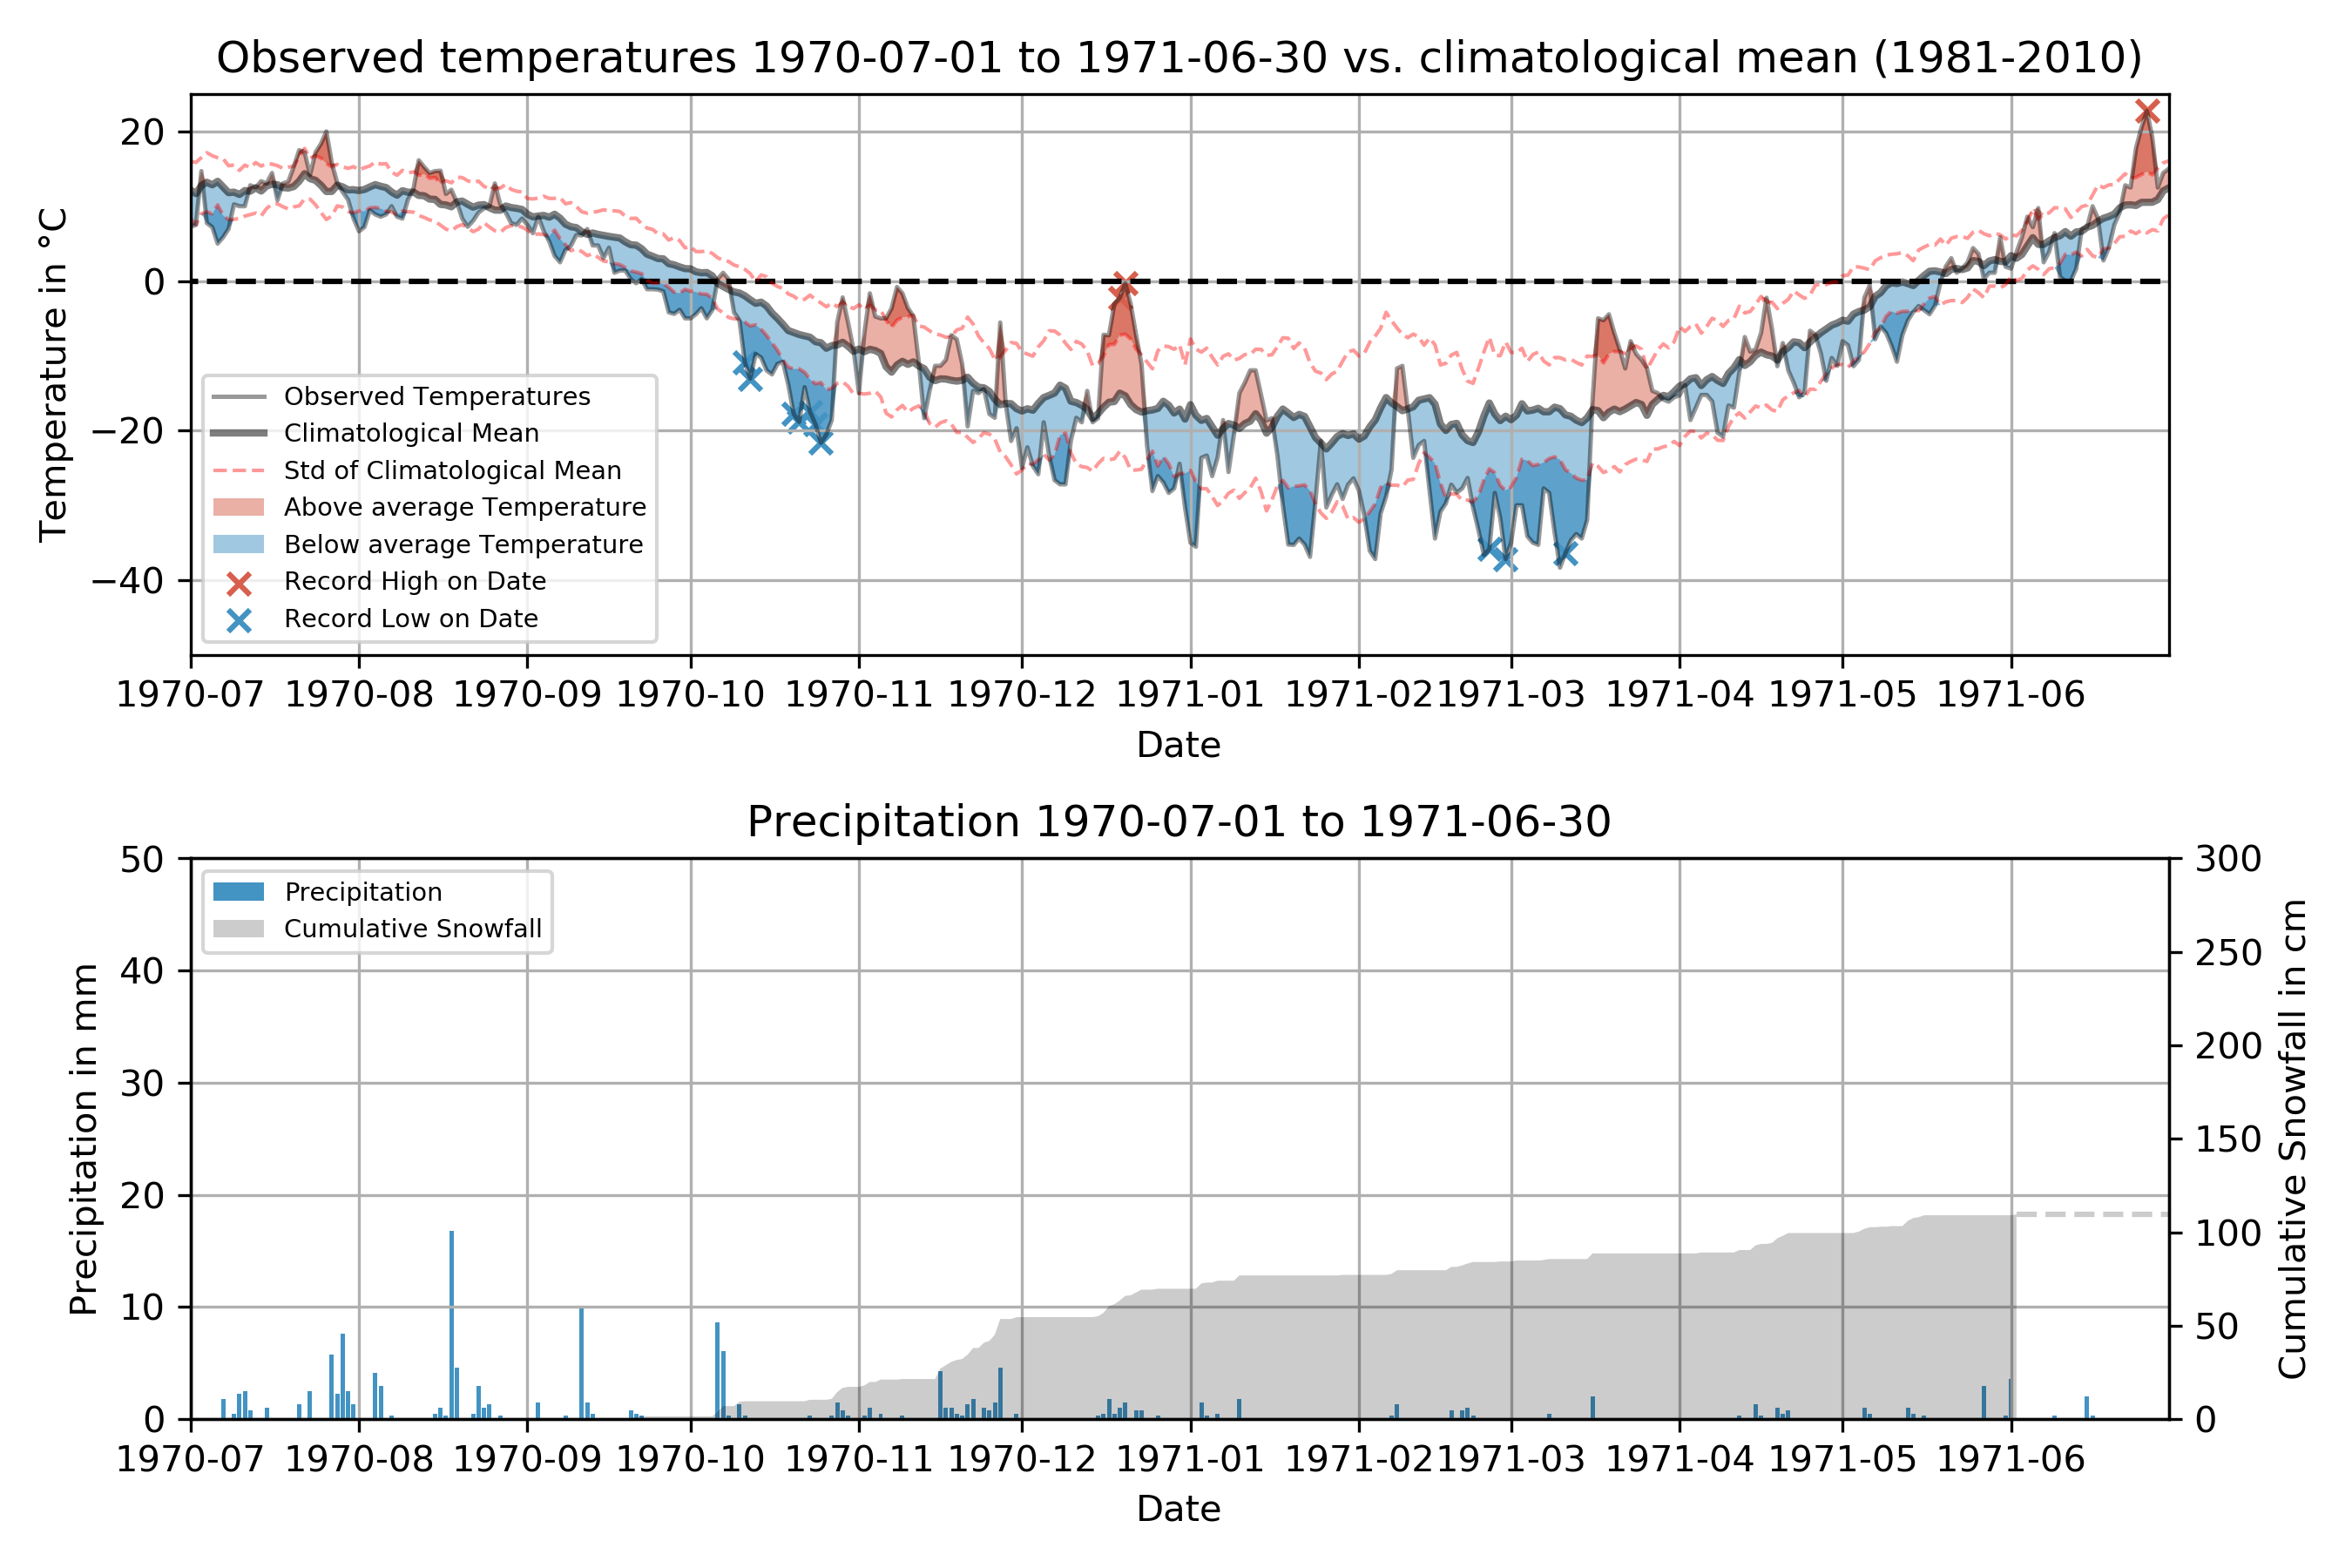 Observed temperatures 1970-07-01 to 1971-06-30 vs. climatological mean (1981-2010)
Temperature in °C
20
0
−20
−40
Observed Temperatures
Climatological Mean
Std of Climatological Mean
Above average Temperature
Below average Temperature
Record High on Date
Record Low on Date
1970-07 1970-08 1970-09 1970-10 1970-11 1970-12 1971-01 1971-02 1971-03 1971-04 1971-05 1971-06
Date
Precipitation 1970-07-01 to 1971-06-30
Precipitation in mm
50
40
30
20
10
0
Precipitation
Cumulative Snowfall
300
250
200
150
100
50
0
Cumulative Snowfall in cm
1970-07 1970-08 1970-09 1970-10 1970-11 1970-12 1971-01 1971-02 1971-03 1971-04 1971-05 1971-06
Date